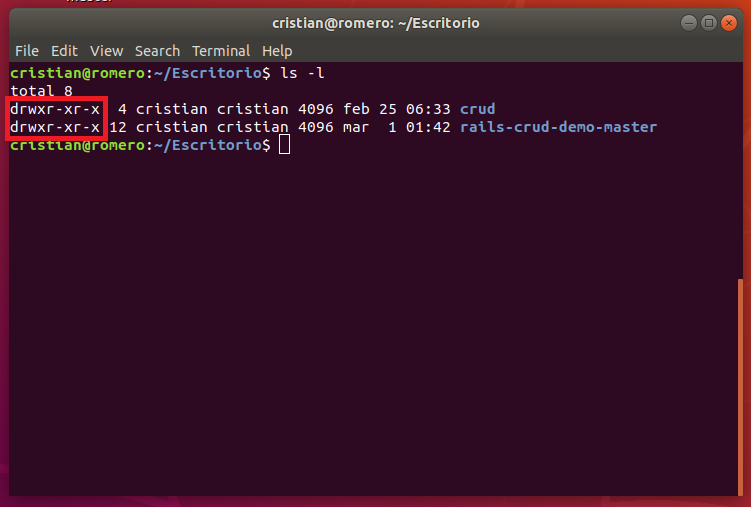 cristian@romero: ~/Escritorio
File Edit View Search Terminal Help
cristian@romero:~/Escritorio$ ls -l
total 8
drwxr-xr-x  4 cristian cristian 4096 feb 25 06:33 crud
drwxr-xr-x 12 cristian cristian 4096 mar  1 01:42 rails-crud-demo-master
cristian@romero:~/Escritorio$